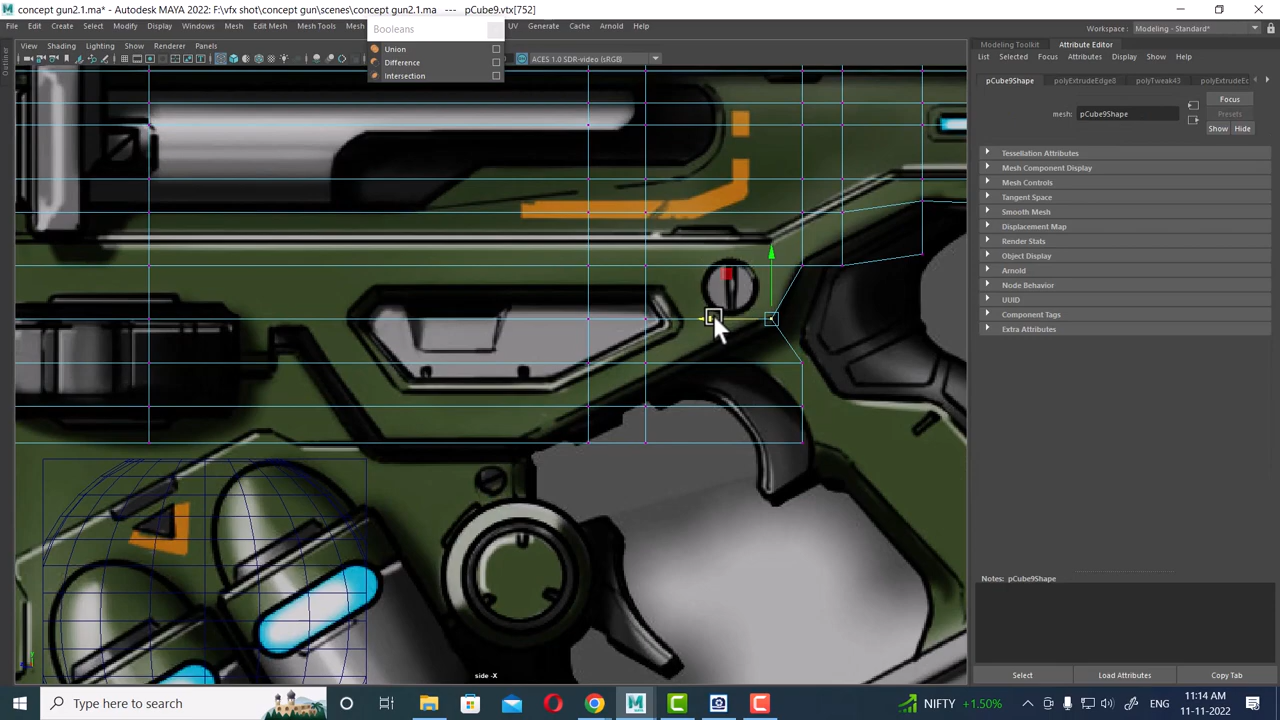 concept gun2.1.ma* - Autodesk MAYA 2022: F:\vfx shot\concept gun\scenes\concept gun2.1.ma --- pCube9.vtx[752]
File Edit Create Select Modify Display Windows Mesh Edit Mesh Mesh Tools UV Generate Cache Arnold Help
Workspace : Modeling - Standard*
Booleans
Union
Difference
Intersection
View Shading Lighting Show Renderer Panels
ACES 1.0 SDR-video (sRGB)
Outliner
Modeling Toolkit Attribute Editor
List Selected Focus Attributes Display Show Help
pCube9Shape polyExtrudeEdge8 polyTweak43
mesh: pCube9Shape
Focus
Presets
Show Hide
Tessellation Attributes
Mesh Component Display
Mesh Controls
Tangent Space
Smooth Mesh
Displacement Map
Render Stats
Object Display
Arnold
Node Behavior
UUID
Component Tags
Extra Attributes
Notes: pCube9Shape
Select Load Attributes Copy Tab
side -X
Type here to search
NIFTY +1.50%
ENG
11:14 AM
11-11-2022